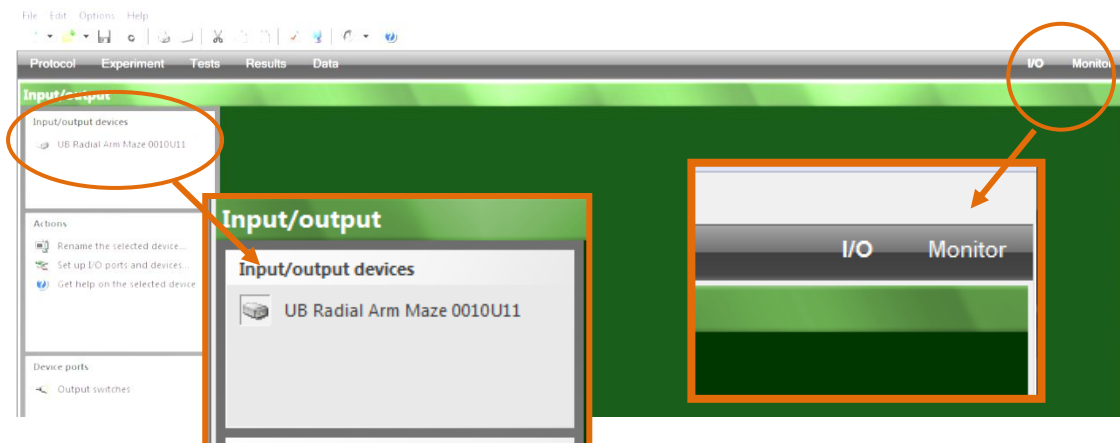 File Edit Options Help
Protocol Experiment Tests Results Data I/O Monitor
Input/output
Input/output devices
UB Radial Arm Maze 0010U11
Actions
Rename the selected device...
Set up I/O ports and devices...
Get help on the selected device
Device ports
Output switches
Input/output
Input/output devices
UB Radial Arm Maze 0010U11
I/O Monitor